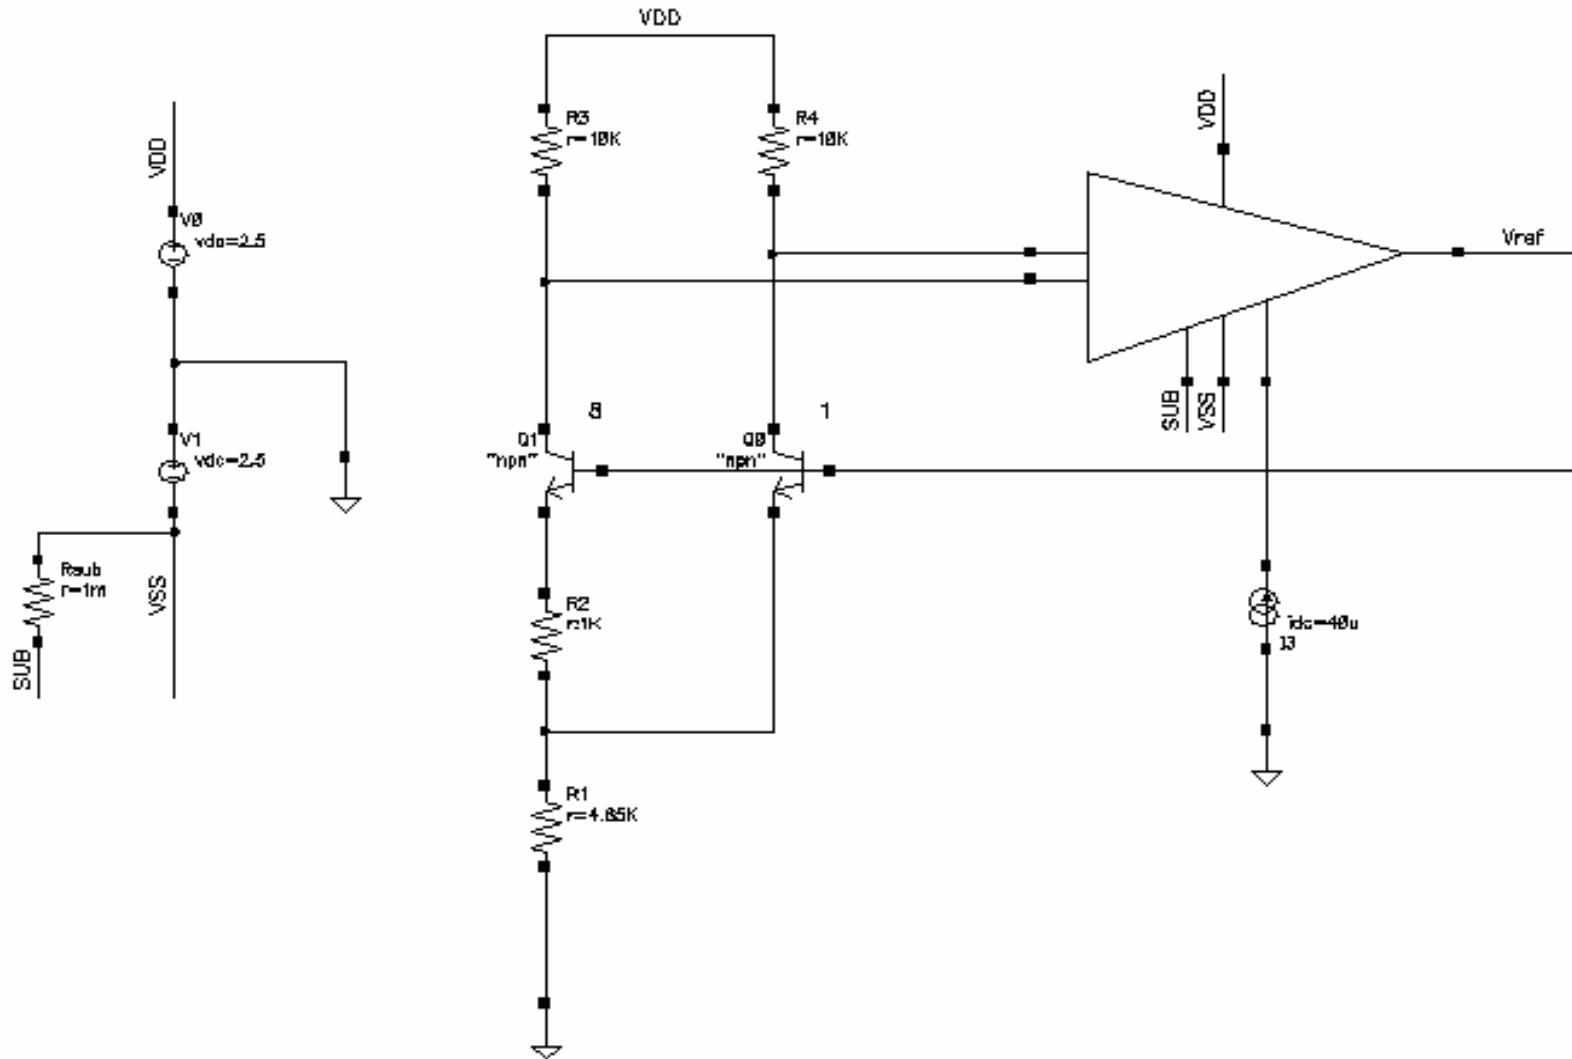 VDD
R3
r=10K
R4
r=10K
VDD
VDD
V0
vdc=2.5
Vref
8
1
SUB
VSS
Q1
"npn"
Q0
"npn"
V1
vdc=2.5
Rsub
r=1m
VSS
R2
r=1K
idc=40u
I3
SUB
R1
r=4.85K